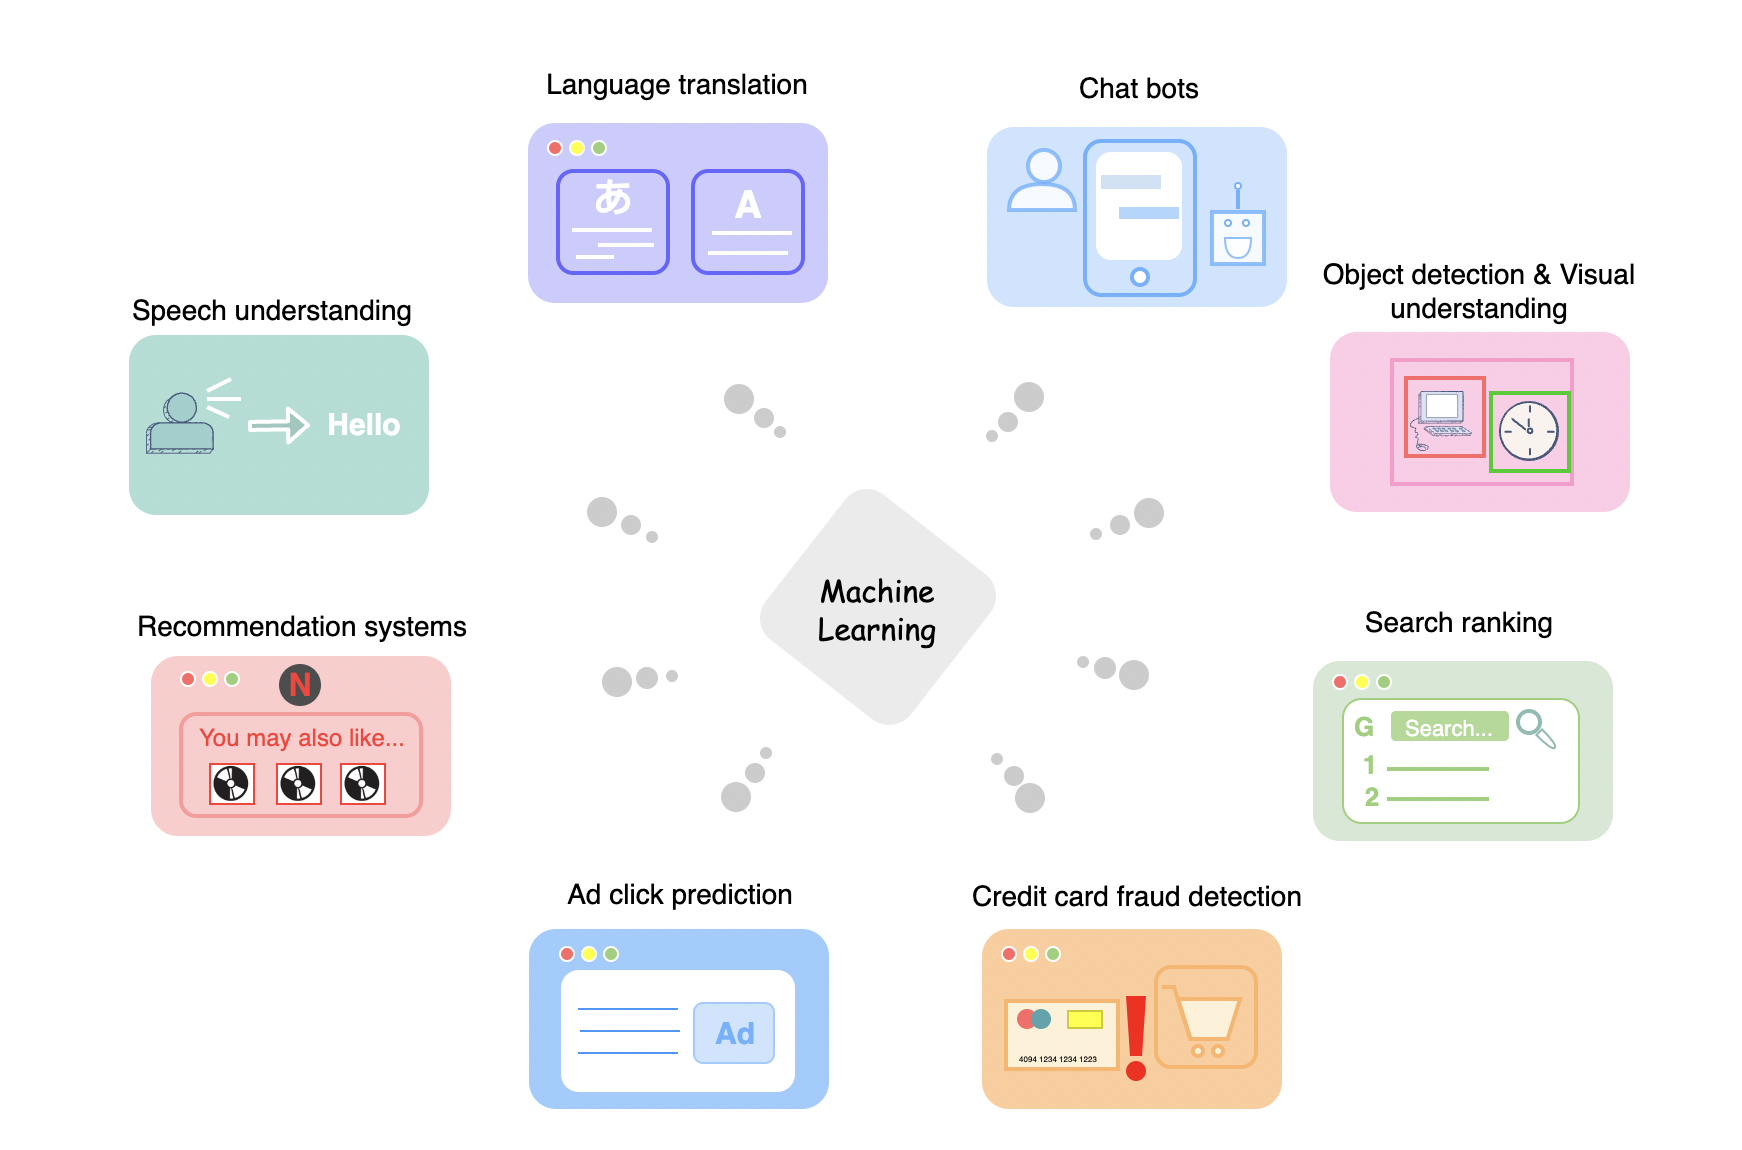 Language translation
あ
A
Chat bots
Object detection & Visual
understanding
Speech understanding
Hello
Machine
Learning
Recommendation systems
N
You may also like...
Search ranking
G
Search...
1
2
Ad click prediction
Ad
Credit card fraud detection
4094 1234 1234 1223
!